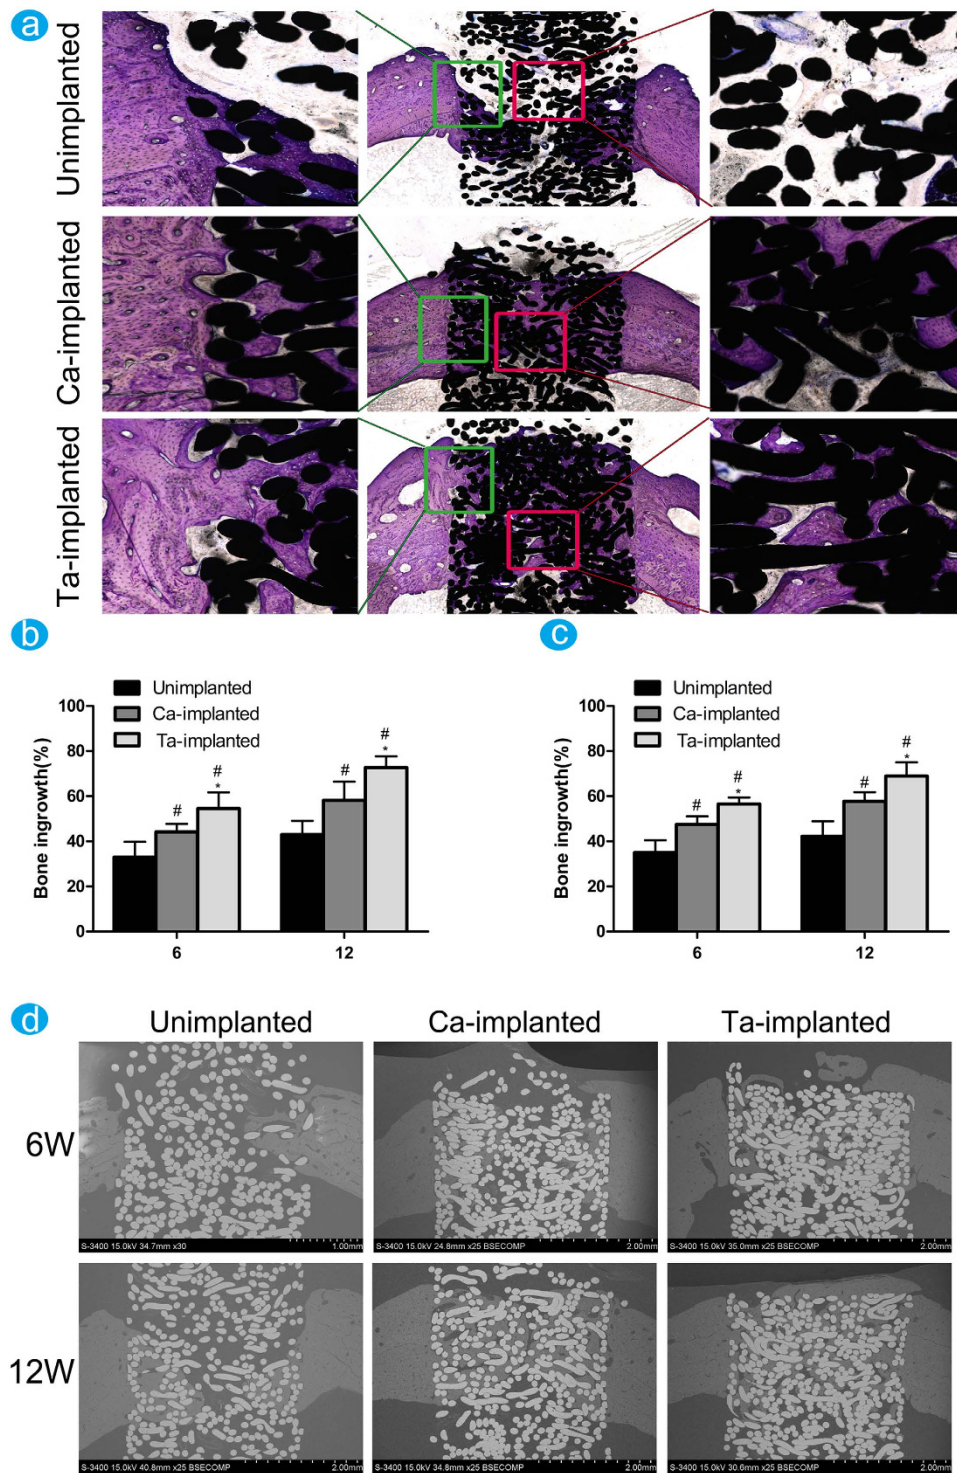 a
Unimplanted
Ca-implanted
Ta-implanted
b
Unimplanted
Ca-implanted
Ta-implanted
Bone ingrowth(%)
100
80
60
40
20
0
#
#
*
#
#
*
6
12
c
Unimplanted
Ca-implanted
Ta-implanted
Bone ingrowth(%)
100
80
60
40
20
0
#
#
*
#
#
*
6
12
d
Unimplanted
Ca-implanted
Ta-implanted
6W
S-3400 15.0kV 34.7mm x30
1.00mm
S-3400 15.0kV 24.8mm x25 BSECOMP
2.00mm
S-3400 15.0kV 35.0mm x25 BSECOMP
2.00mm
12W
S-3400 15.0kV 40.8mm x25 BSECOMP
2.00mm
S-3400 15.0kV 34.8mm x25 BSECOMP
2.00mm
S-3400 15.0kV 30.6mm x25 BSECOMP
2.00mm